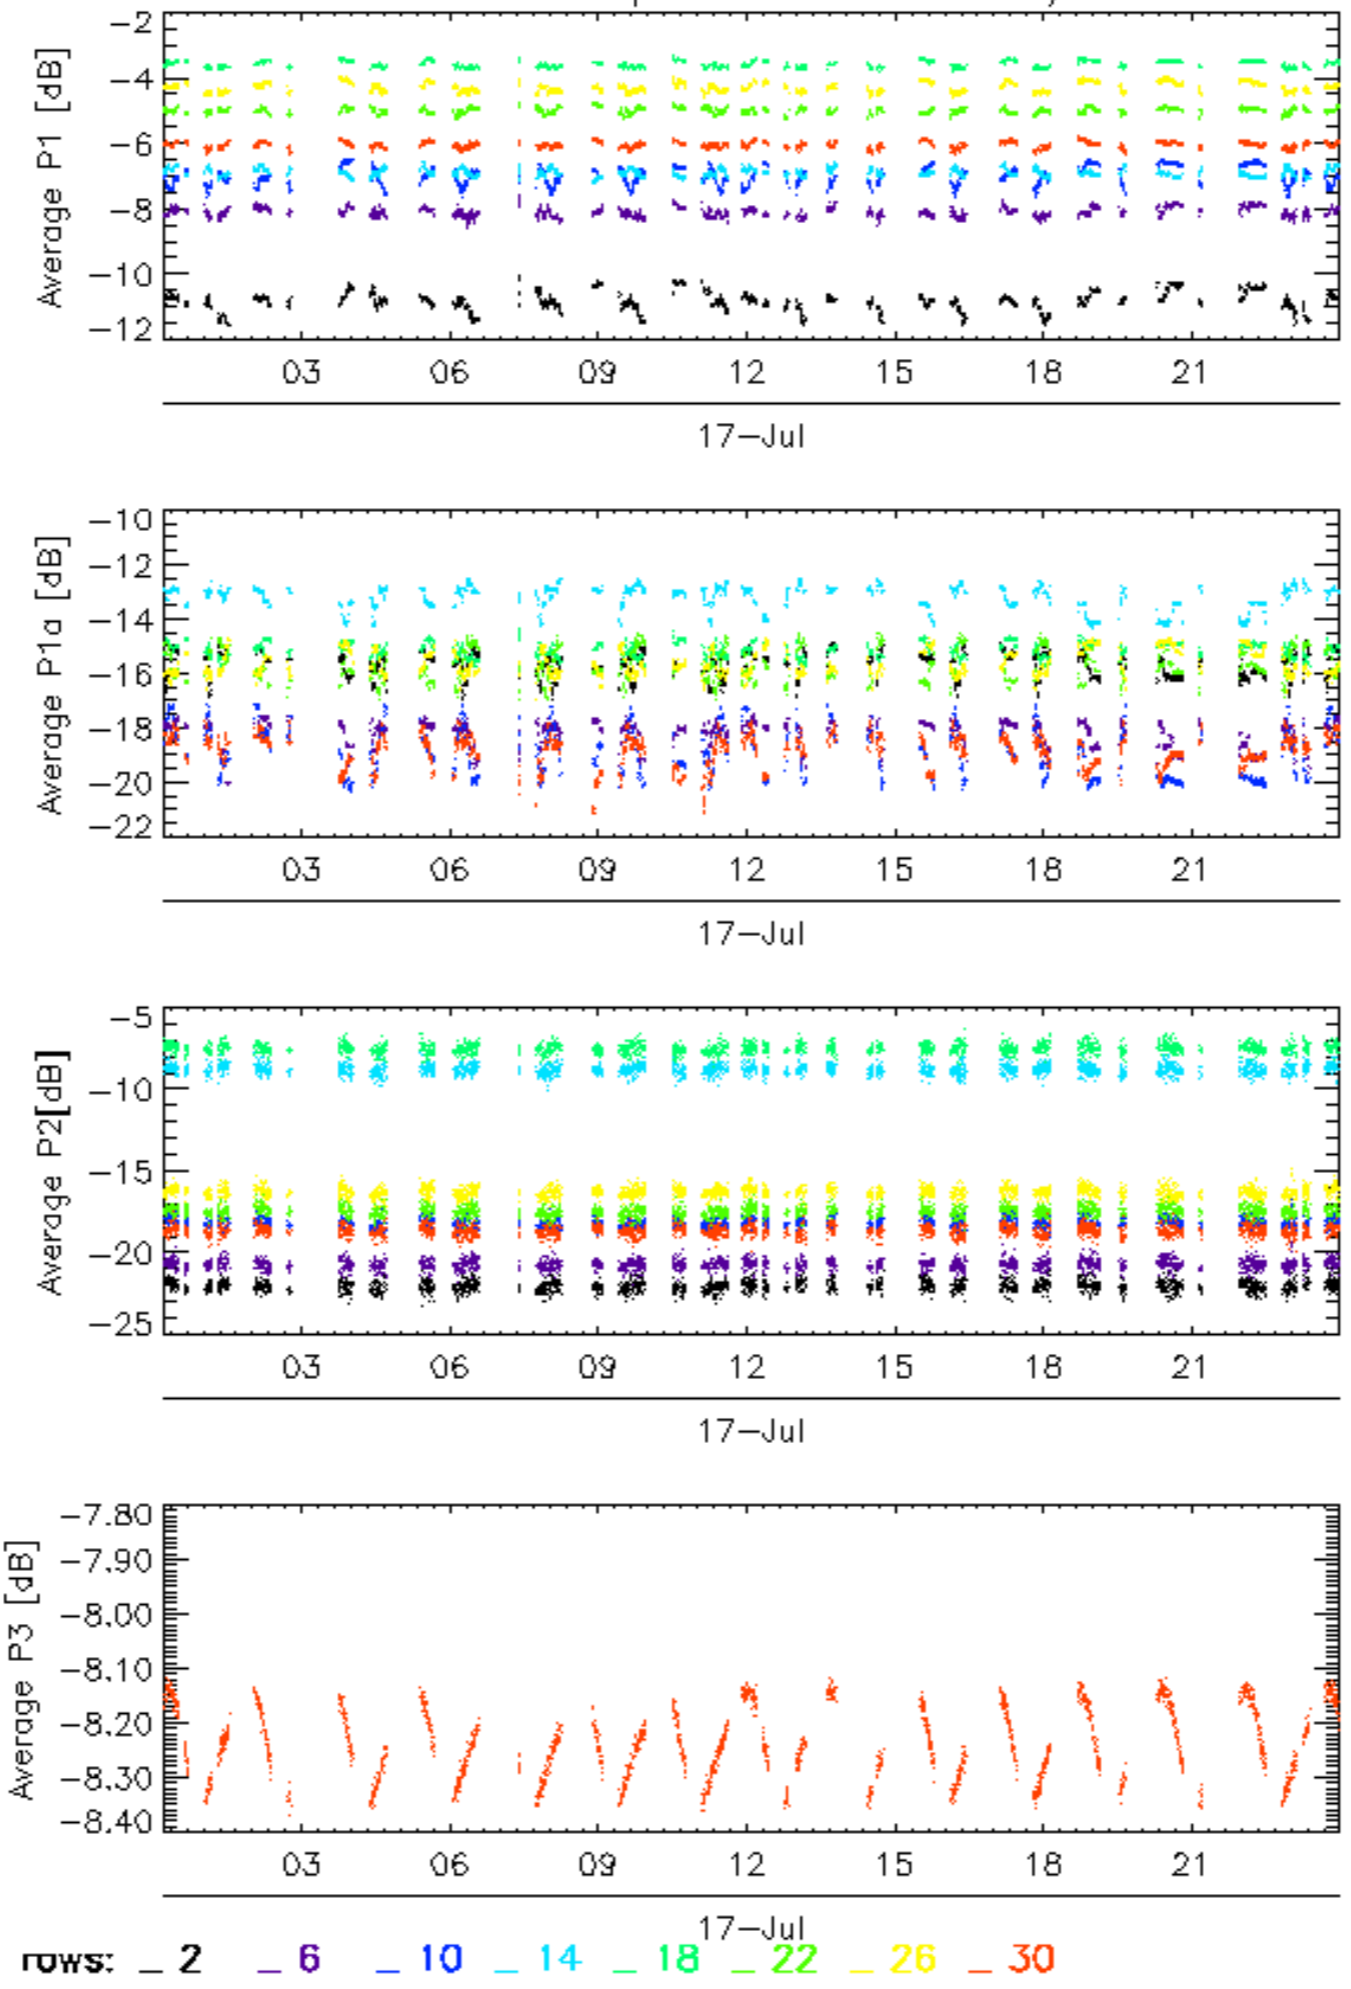 Average P1 [dB]
−2
−4
−6
−8
−10
−12
03 06 09 12 15 18 21
17−Jul
Average P1a [dB]
−10
−12
−14
−16
−18
−20
−22
03 06 09 12 15 18 21
17−Jul
Average P2[dB]
−5
−10
−15
−20
−25
03 06 09 12 15 18 21
17−Jul
Average P3 [dB]
−7.80
−7.90
−8.00
−8.10
−8.20
−8.30
−8.40
03 06 09 12 15 18 21
17−Jul
rows: _ 2 _ 6 _ 10 _ 14 _ 18 _ 22 _ 26 _ 30